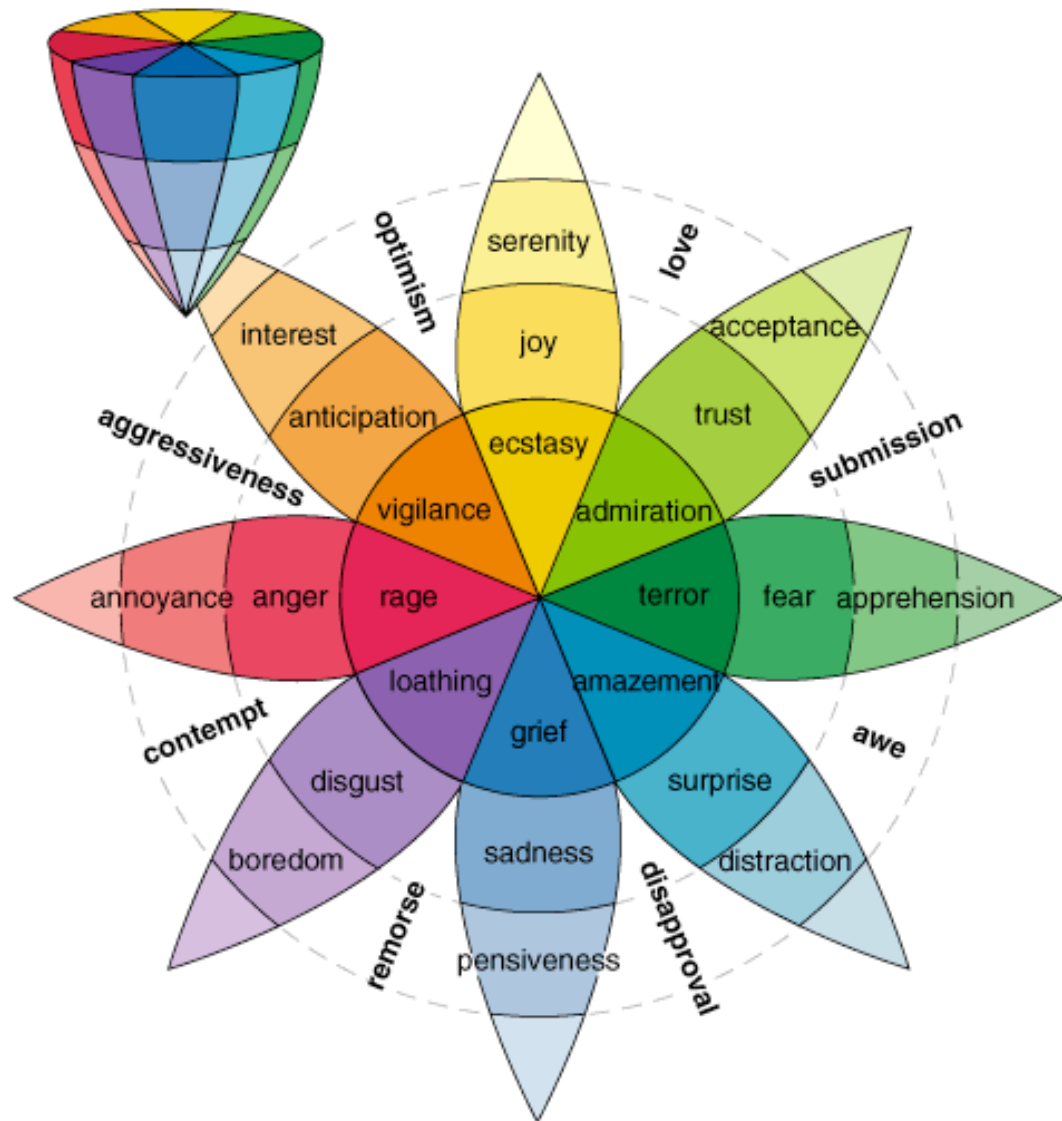 optimism
love
serenity
interest
acceptance
joy
anticipation
trust
aggressiveness
ecstasy
submission
vigilance
admiration
annoyance
anger
rage
terror
fear
apprehension
loathing
amazement
contempt
grief
awe
disgust
surprise
boredom
sadness
distraction
remorse
disapproval
pensiveness